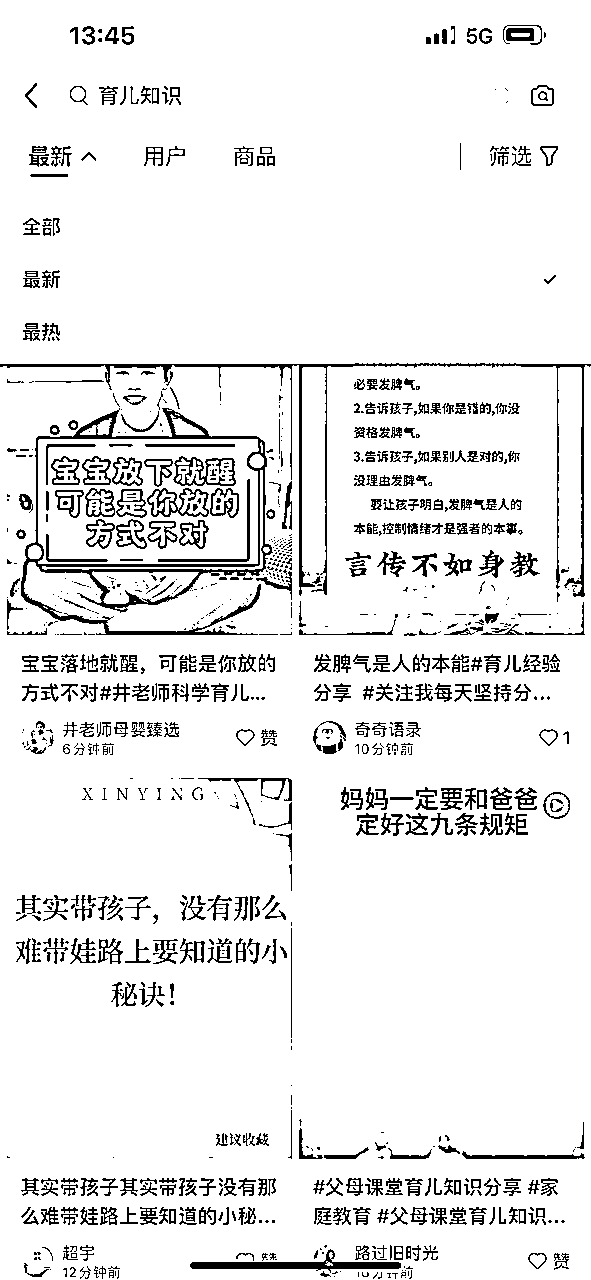 13:45
5G
育儿知识
最新 用户 商品 筛选
全部
最新
最热
宝宝放下就醒
可能是你放的
方式不对
必要发脾气。
2.告诉孩子,如果你是错的,你没
资格发脾气。
3.告诉孩子,如果别人是对的,你
没理由发脾气。
要让孩子明白,发脾气是人的
本能,控制情绪才是强者的本事。
言传不如身教
宝宝落地就醒，可能是你放的
方式不对#井老师科学育儿...
井老师母婴臻选
6分钟前
赞
发脾气是人的本能#育儿经验
分享 #关注我每天坚持分...
奇奇语录
10分钟前
1
XINYING
其实带孩子，没有那么
难带娃路上要知道的小
秘诀！
建议收藏
妈妈一定要和爸爸
定好这九条规矩
其实带孩子其实带孩子没有那
么难带娃路上要知道的小秘...
超宇
12分钟前
#父母课堂育儿知识分享 #家
庭教育 #父母课堂育儿知识...
路过旧时光
赞